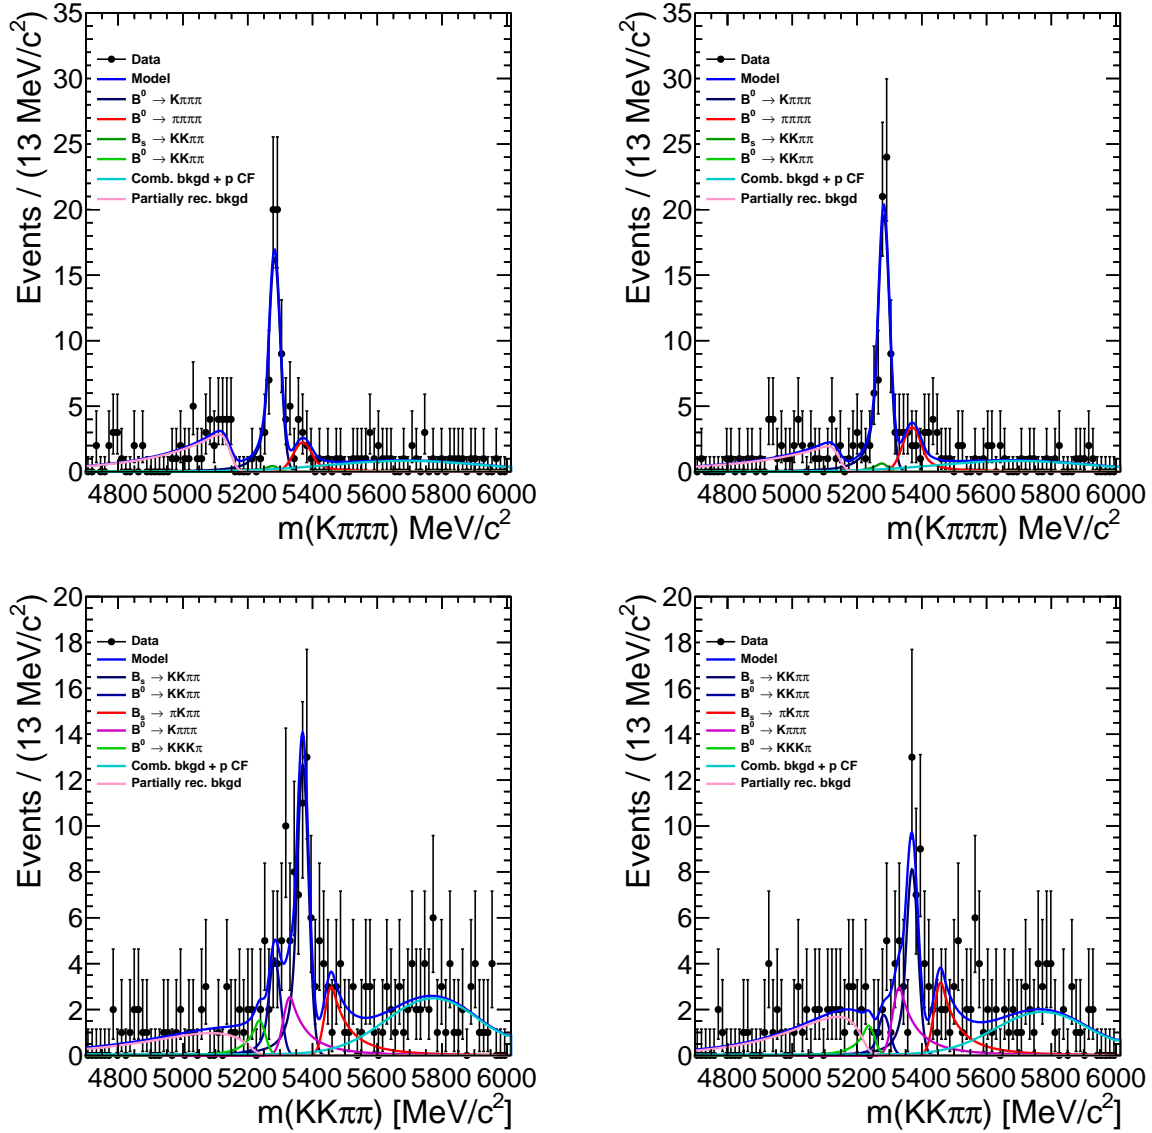 Events / (13 MeV/c²)
35
30
25
20
15
10
5
0
Data
Model
B⁰ → Kπππ
B⁰ → ππππ
Bₛ → KKππ
B⁰ → KKππ
Comb. bkgd + p CF
Partially rec. bkgd
4800 5000 5200 5400 5600 5800 6000
m(Kπππ) MeV/c²
Events / (13 MeV/c²)
35
30
25
20
15
10
5
0
Data
Model
B⁰ → Kπππ
B⁰ → ππππ
Bₛ → KKππ
B⁰ → KKππ
Comb. bkgd + p CF
Partially rec. bkgd
4800 5000 5200 5400 5600 5800 6000
m(Kπππ) MeV/c²
Events / (13 MeV/c²)
20
18
16
14
12
10
8
6
4
2
0
Data
Model
Bₛ → KKππ
B⁰ → KKππ
Bₛ → πKππ
B⁰ → Kπππ
B⁰ → KKKπ
Comb. bkgd + p CF
Partially rec. bkgd
4800 5000 5200 5400 5600 5800 6000
m(KKππ) [MeV/c²]
Events / (13 MeV/c²)
20
18
16
14
12
10
8
6
4
2
0
Data
Model
Bₛ → KKππ
B⁰ → KKππ
Bₛ → πKππ
B⁰ → Kπππ
B⁰ → KKKπ
Comb. bkgd + p CF
Partially rec. bkgd
4800 5000 5200 5400 5600 5800 6000
m(KKππ) [MeV/c²]